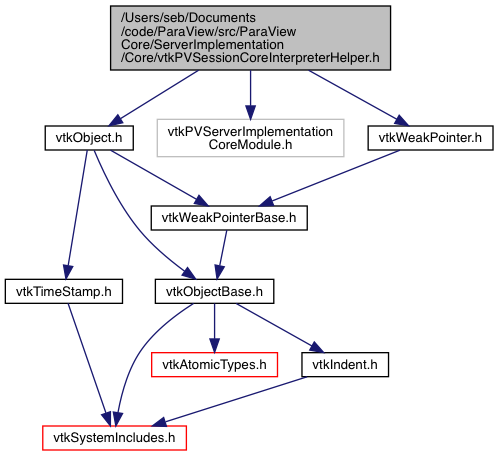 /Users/seb/Documents
/code/ParaView/src/ParaView
Core/ServerImplementation
/Core/vtkPVSessionCoreInterpreterHelper.h
vtkObject.h
vtkPVServerImplementation
CoreModule.h
vtkWeakPointer.h
vtkWeakPointerBase.h
vtkTimeStamp.h
vtkObjectBase.h
vtkAtomicTypes.h
vtkIndent.h
vtkSystemIncludes.h